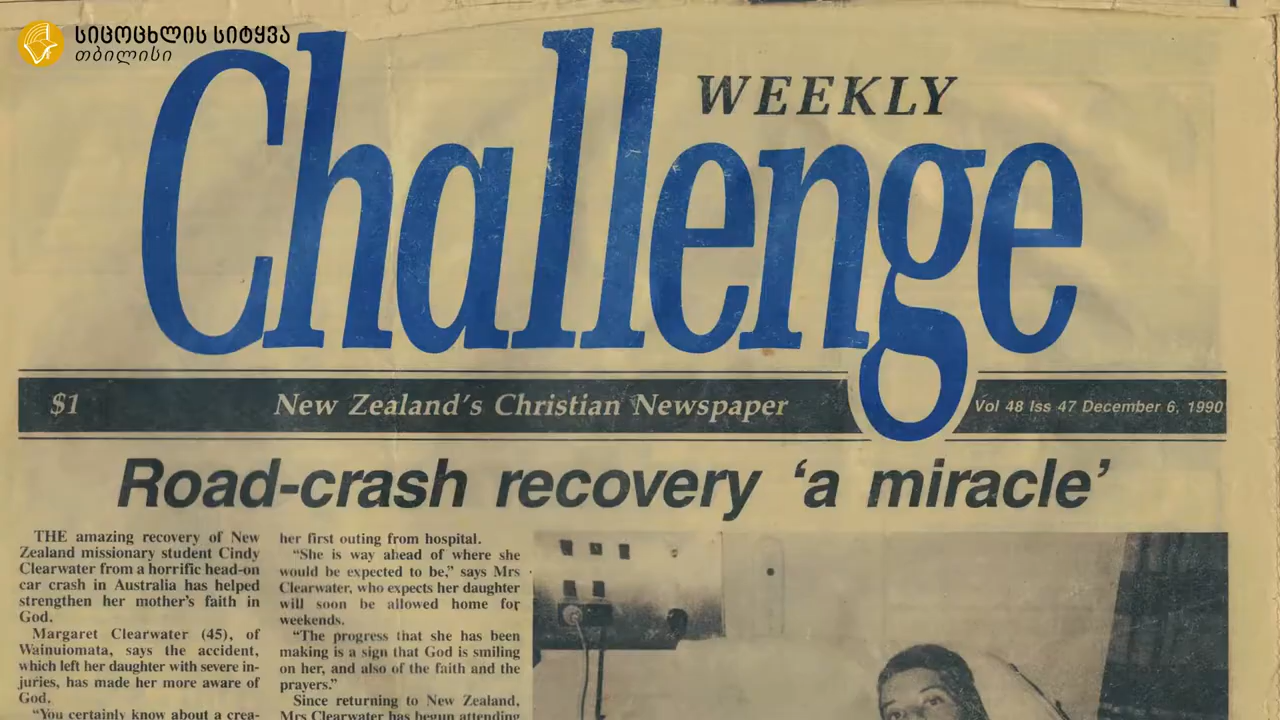 სიცოცხლის სიტყვა
თბილისი
WEEKLY
Challenge
$1
New Zealand's Christian Newspaper
Vol 48 Iss 47 December 6, 1990
Road-crash recovery ‘a miracle’
THE amazing recovery of New
Zealand missionary student Cindy
Clearwater from a horrific head-on
car crash in Australia has helped
strengthen her mother's faith in
God.
Margaret Clearwater (45), of
Wainuiomata, says the accident,
which left her daughter with severe in-
juries, has made her more aware of
God.
“You certainly know about a crea-
her first outing from hospital.
“She is way ahead of where she
would be expected to be,” says Mrs
Clearwater, who expects her daughter
will soon be allowed home for
weekends.
“The progress that she has been
making is a sign that God is smiling
on her, and also of the faith and the
prayers.”
Since returning to New Zealand,
Mrs Clearwater has begun attending